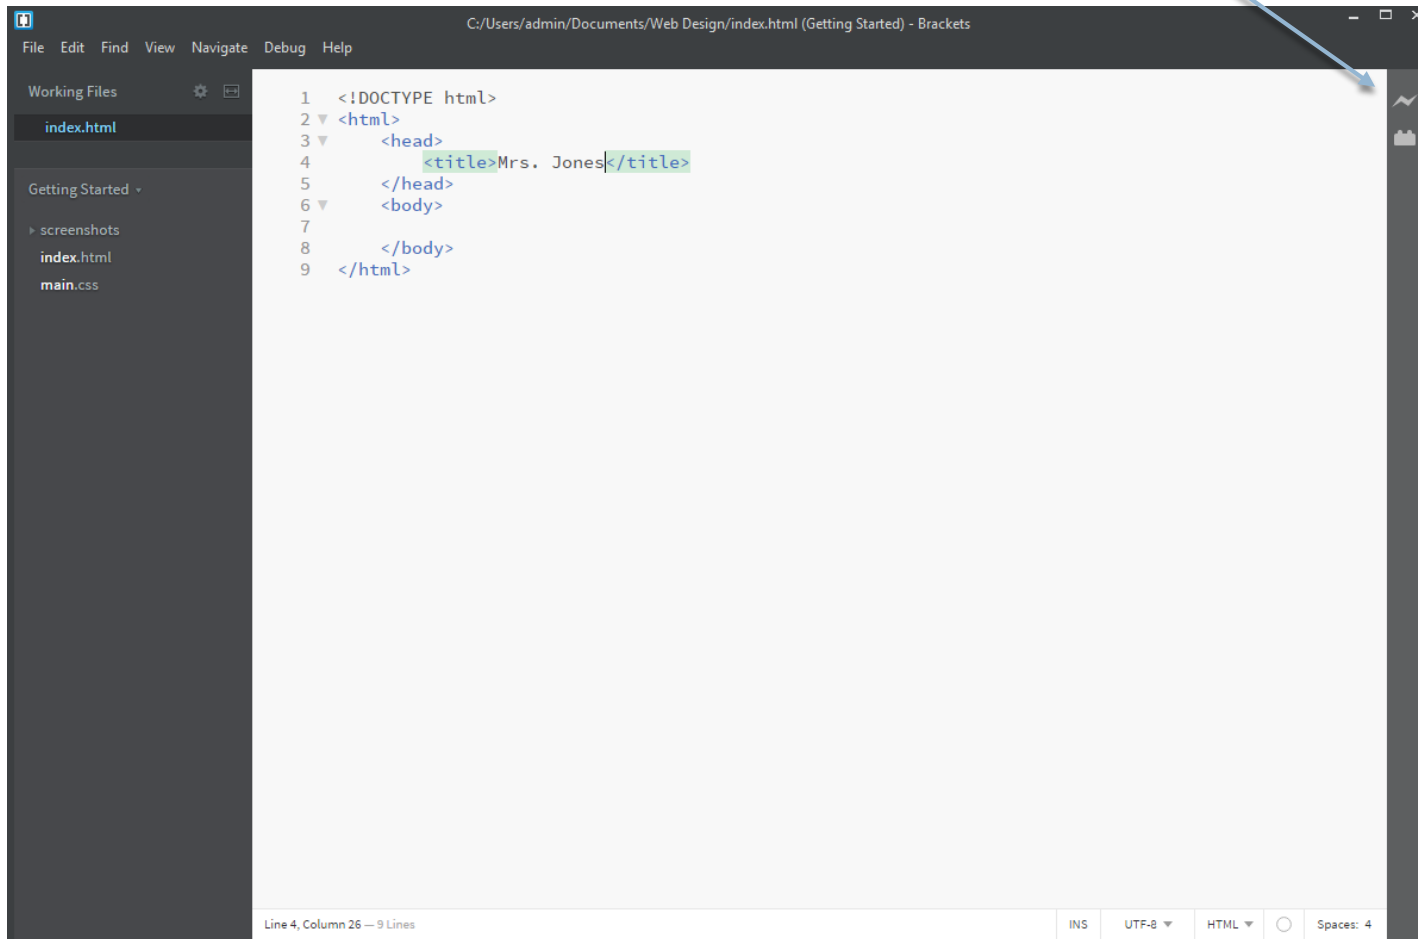 C:/Users/admin/Documents/Web Design/index.html (Getting Started) - Brackets
File Edit Find View Navigate Debug Help
Working Files
index.html
Getting Started
screenshots
index.html
main.css
1 <!DOCTYPE html>
2 <html>
3 <head>
4 <title>Mrs. Jones</title>
5 </head>
6 <body>
7
8 </body>
9 </html>
Line 4, Column 26 — 9 Lines
INS UTF-8 HTML Spaces: 4